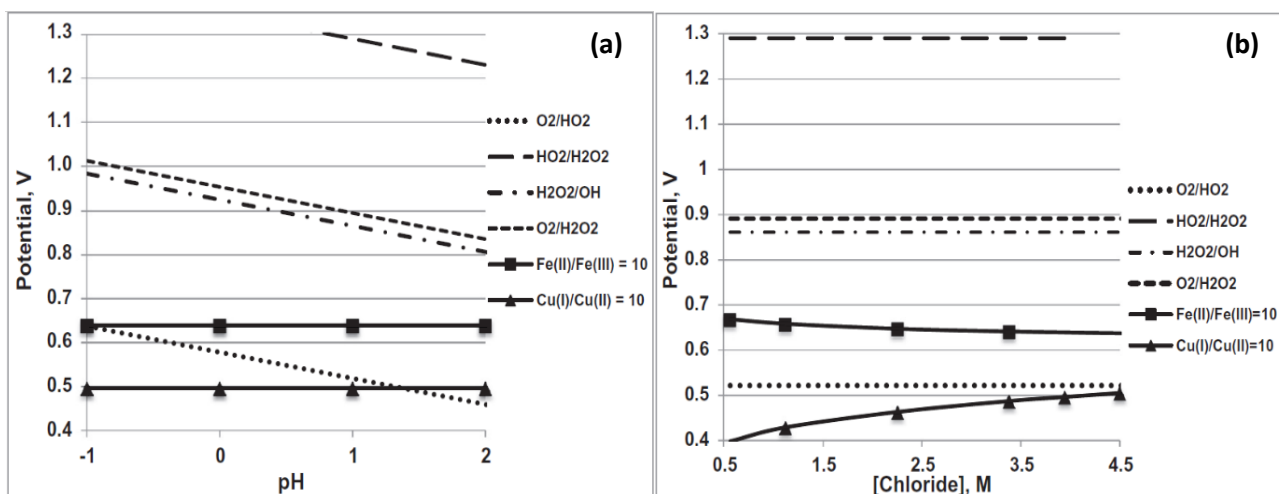 (a)
1.3
1.2
1.1
1.0
0.9
0.8
0.7
0.6
0.5
0.4
Potential, V
-1
0
1
2
pH
O2/HO2
HO2/H2O2
H2O2/OH
O2/H2O2
Fe(II)/Fe(III) = 10
Cu(I)/Cu(II) = 10
(b)
1.3
1.2
1.1
1
0.9
0.8
0.7
0.6
0.5
0.4
Potential, V
0.5
1.5
2.5
3.5
4.5
[Chloride], M
O2/HO2
HO2/H2O2
H2O2/OH
O2/H2O2
Fe(II)/Fe(III)=10
Cu(I)/Cu(II)=10